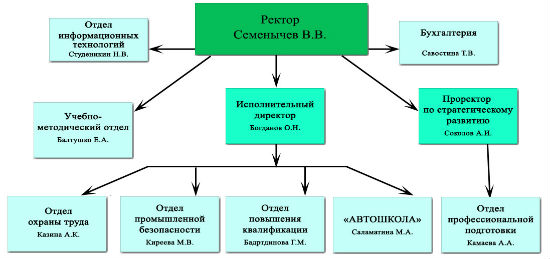 Ректор
Семенычев В.В.
Отдел
информационных
технологий
Студеникин Н.В.
Бухгалтерия
Савостина Т.В.
Учебно-
методический отдел
Балтушко Е.А.
Исполнительный
директор
Богданов О.Н.
Проректор
по стратегическому
развитию
Соколов А.И.
Отдел
охраны труда
Казина А.К.
Отдел
промышленной
безопасности
Киреева М.В.
Отдел
повышения
квалификации
Бадртдинова Г.М.
«АВТОШКОЛА»
Саламатина М.А.
Отдел
профессиональной
подготовки
Камаева А.А.